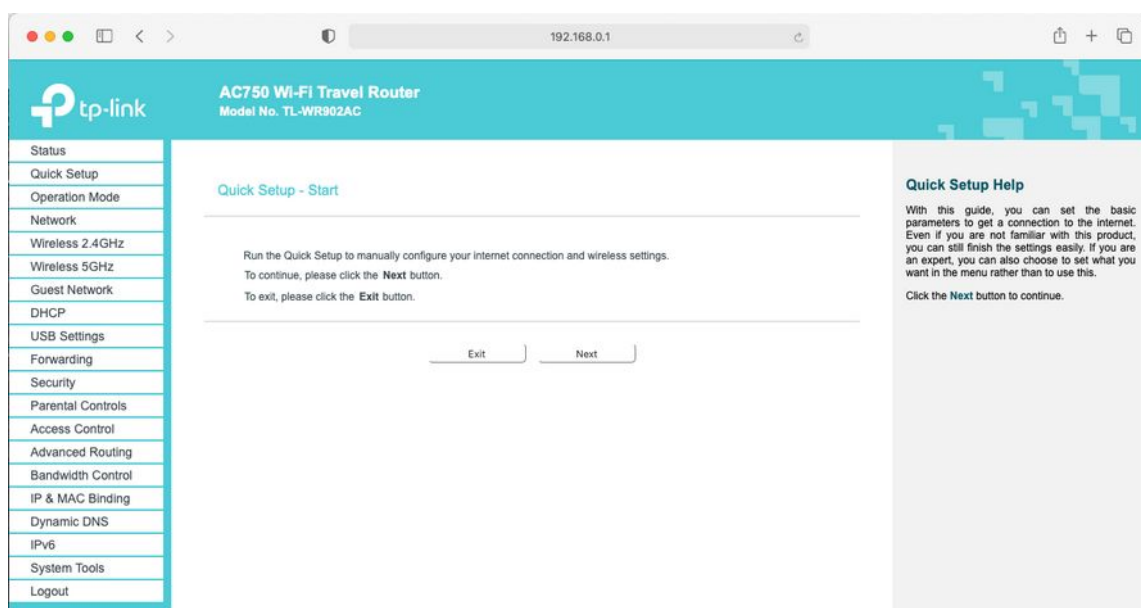 192.168.0.1
tp-link
AC750 Wi-Fi Travel Router
Model No. TL-WR902AC
Status
Quick Setup
Operation Mode
Network
Wireless 2.4GHz
Wireless 5GHz
Guest Network
DHCP
USB Settings
Forwarding
Security
Parental Controls
Access Control
Advanced Routing
Bandwidth Control
IP & MAC Binding
Dynamic DNS
IPv6
System Tools
Logout
Quick Setup - Start
Run the Quick Setup to manually configure your internet connection and wireless settings.
To continue, please click the Next button.
To exit, please click the Exit button.
Exit
Next
Quick Setup Help
With this guide, you can set the basic
parameters to get a connection to the internet.
Even if you are not familiar with this product,
you can still finish the settings easily. If you are
an expert, you can also choose to set what you
want in the menu rather than to use this.
Click the Next button to continue.